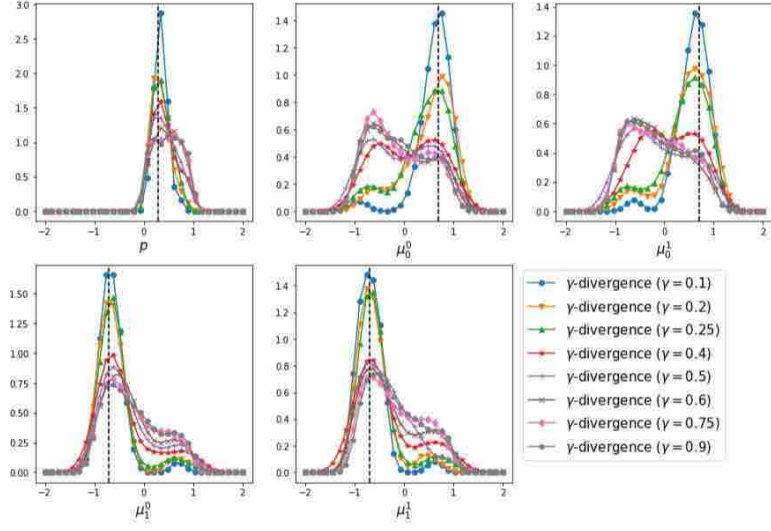 3.0
2.5
2.0
1.5
1.0
0.5
0.0
−2 −1 0 1 2
p
1.4
1.2
1.0
0.8
0.6
0.4
0.2
0.0
−2 −1 0 1 2
μ₀⁰
1.4
1.2
1.0
0.8
0.6
0.4
0.2
0.0
−2 −1 0 1 2
μ₀¹
1.50
1.25
1.00
0.75
0.50
0.25
0.00
−2 −1 0 1 2
μ₁⁰
1.4
1.2
1.0
0.8
0.6
0.4
0.2
0.0
−2 −1 0 1 2
μ₁¹
γ-divergence (γ = 0.1)
γ-divergence (γ = 0.2)
γ-divergence (γ = 0.25)
γ-divergence (γ = 0.4)
γ-divergence (γ = 0.5)
γ-divergence (γ = 0.6)
γ-divergence (γ = 0.75)
γ-divergence (γ = 0.9)